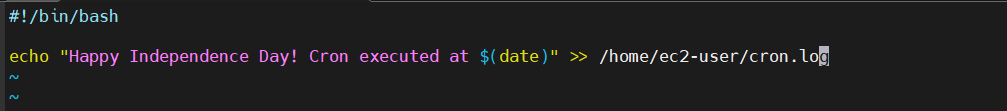 #!/bin/bash
echo "Happy Independence Day! Cron executed at $(date)" >> /home/ec2-user/cron.log
~
~